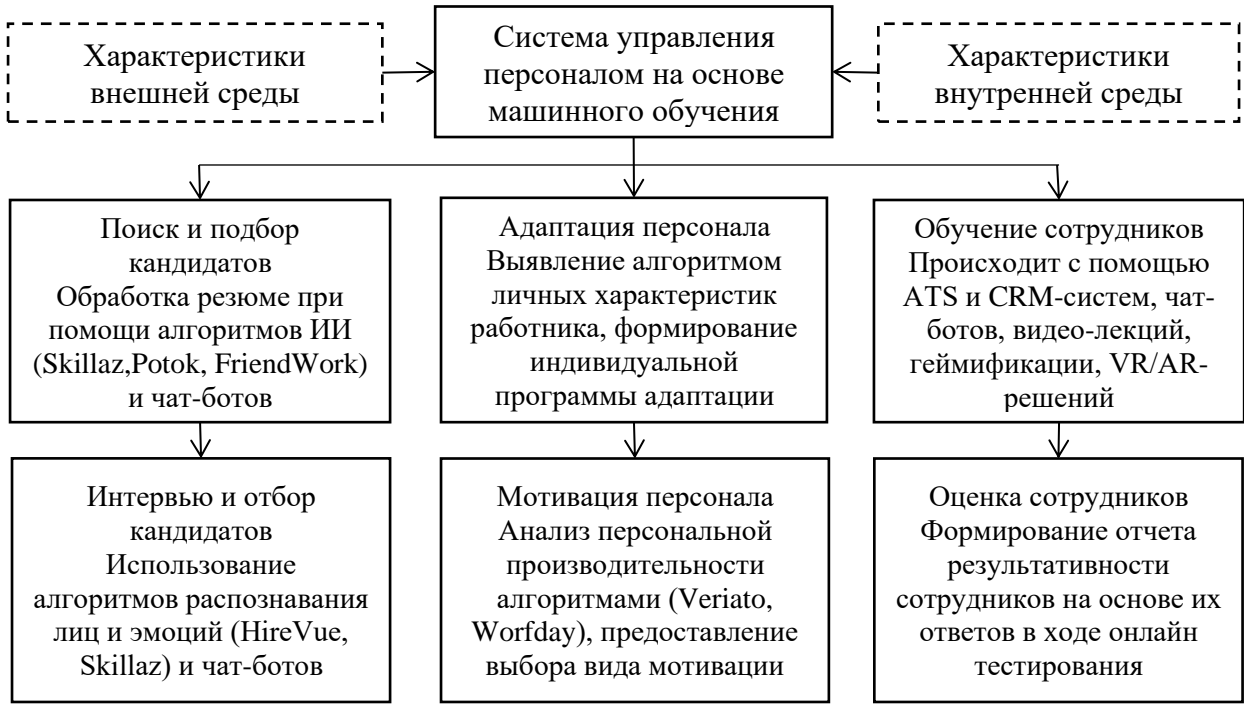 Характеристики
внешней среды
Система управления
персоналом на основе
машинного обучения
Характеристики
внутренней среды
Поиск и подбор
кандидатов
Обработка резюме при
помощи алгоритмов ИИ
(Skillaz,Potok, FriendWork)
и чат-ботов
Адаптация персонала
Выявление алгоритмом
личных характеристик
работника, формирование
индивидуальной
программы адаптации
Обучение сотрудников
Происходит с помощью
ATS и CRM-систем, чат-
ботов, видео-лекций,
геймификации, VR/AR-
решений
Интервью и отбор
кандидатов
Использование
алгоритмов распознавания
лиц и эмоций (HireVue,
Skillaz) и чат-ботов
Мотивация персонала
Анализ персональной
производительности
алгоритмами (Veriato,
Worfday), предоставление
выбора вида мотивации
Оценка сотрудников
Формирование отчета
результативности
сотрудников на основе их
ответов в ходе онлайн
тестирования